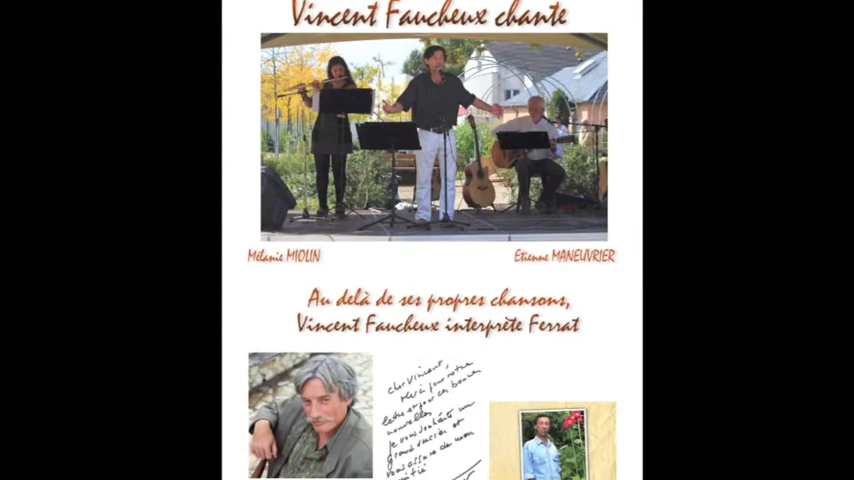 Vincent Faucheux chante
Mélanie MIOLIN
Etienne MANEUVRIER
Au delà de ses propres chansons,
Vincent Faucheux interprète Ferrat
cher Vincent,
Merci pour votre
lettre et pour ces bonnes
nouvelles
je vous souhaite un
grand succès et
vous assure de mon
amitié